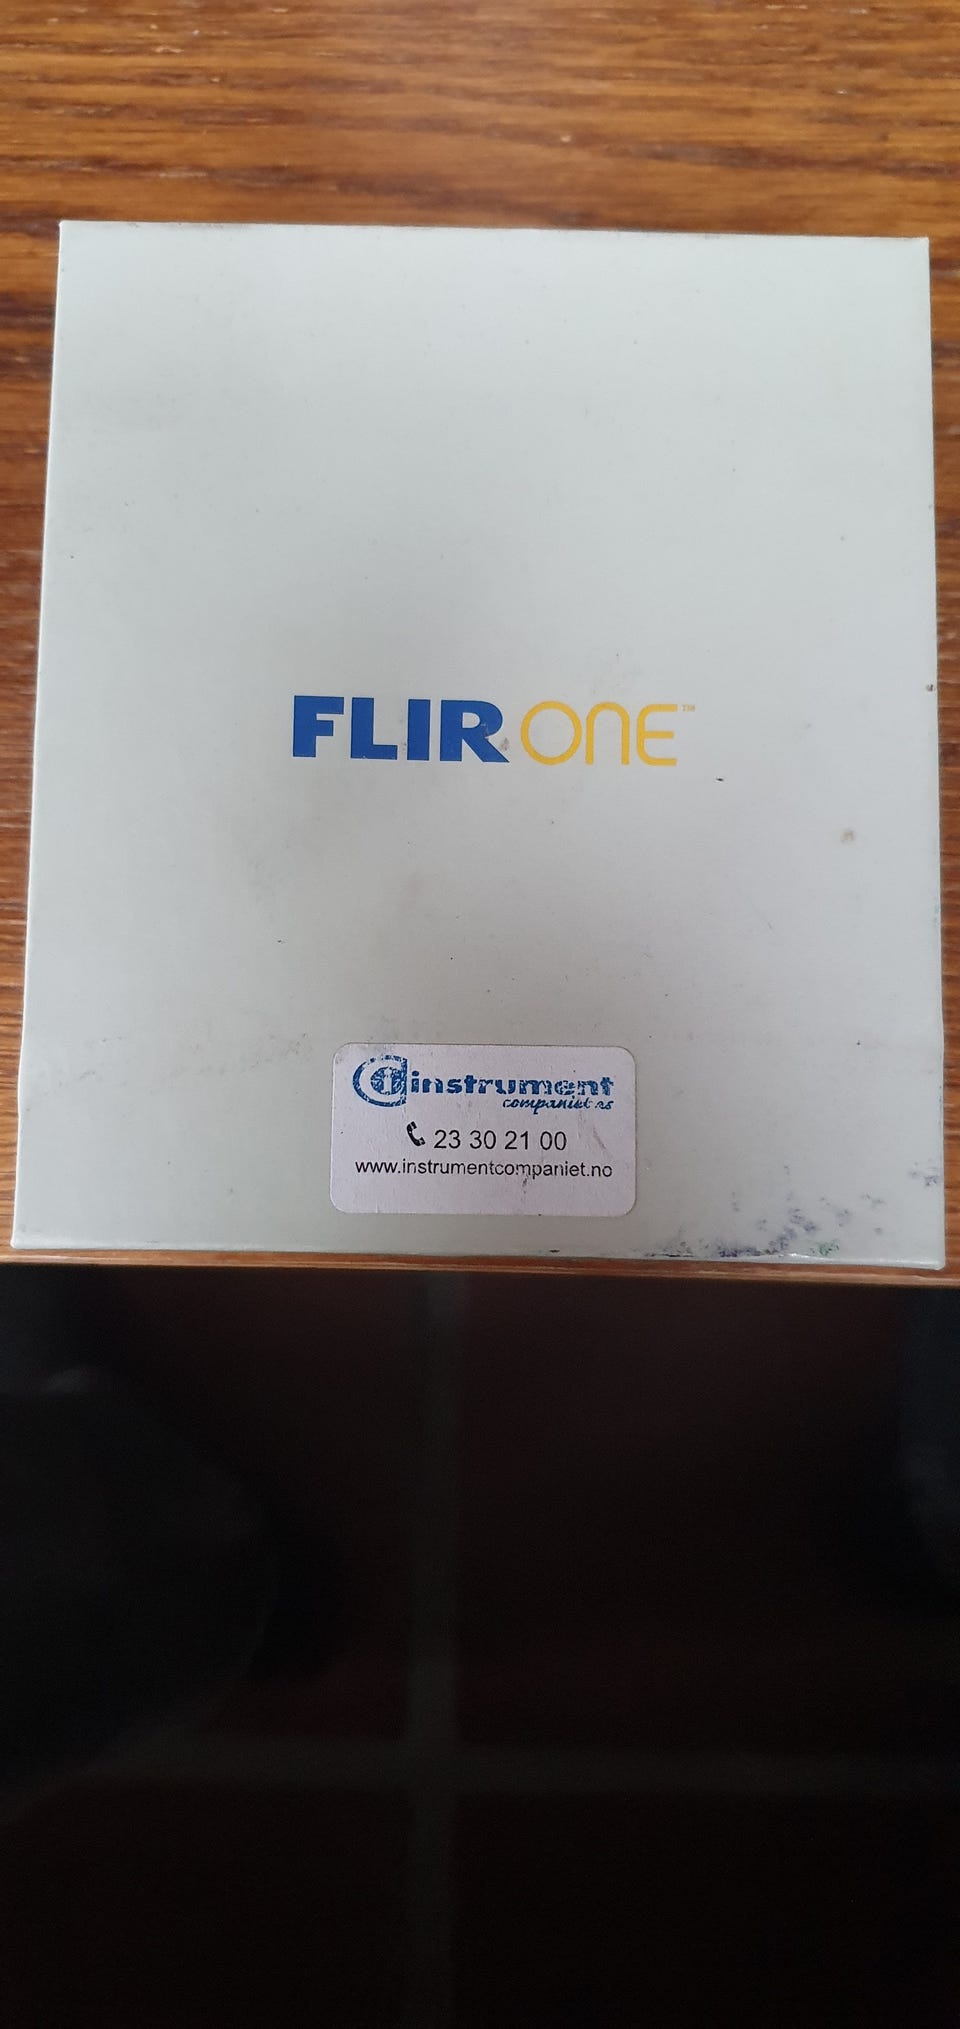 FLIR ONE™
instrument
companiet as
23 30 21 00
www.instrumentcompaniet.no